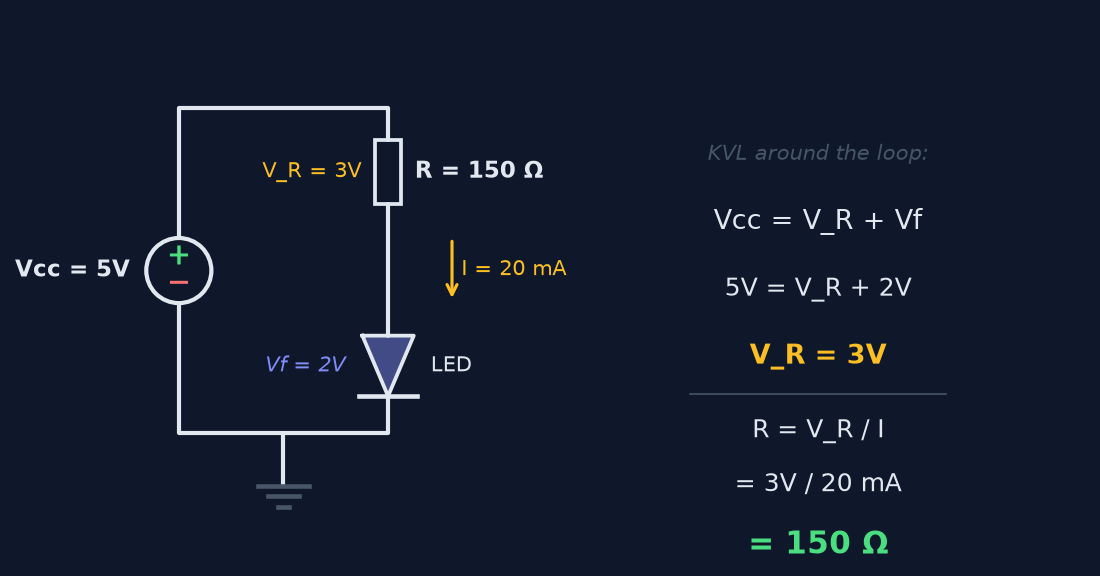 V_R = 3V
R = 150 Ω
Vcc = 5V
+
−
I = 20 mA
Vf = 2V
LED
KVL around the loop:
Vcc = V_R + Vf
5V = V_R + 2V
V_R = 3V
R = V_R / I
= 3V / 20 mA
= 150 Ω